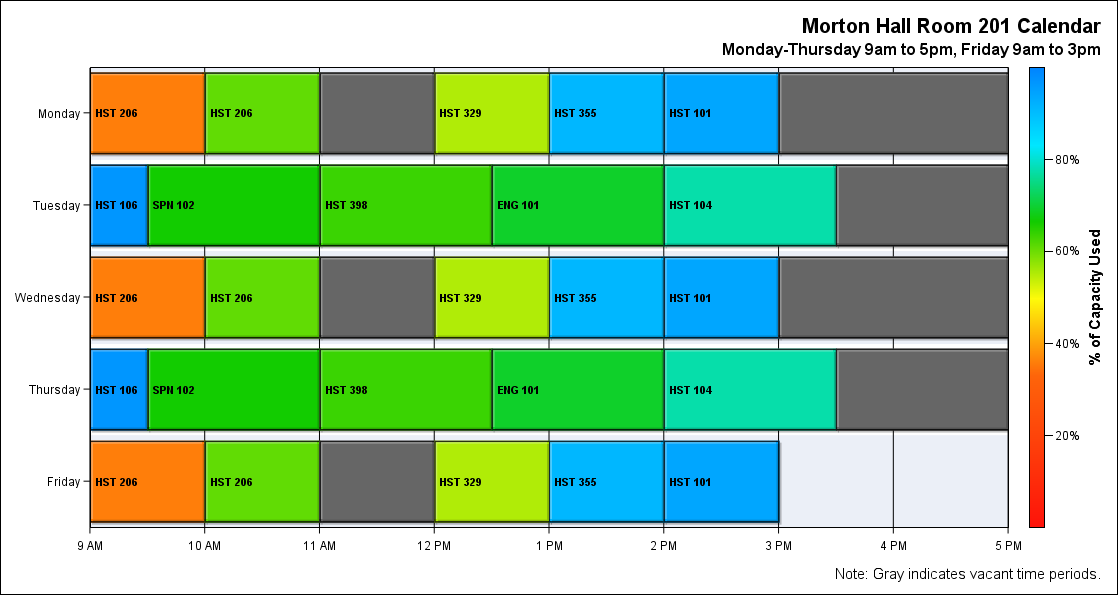 Morton Hall Room 201 Calendar
Monday-Thursday 9am to 5pm, Friday 9am to 3pm
Monday HST 206 HST 206 HST 329 HST 355 HST 101
Tuesday HST 106 SPN 102 HST 398 ENG 101 HST 104
Wednesday HST 206 HST 206 HST 329 HST 355 HST 101
Thursday HST 106 SPN 102 HST 398 ENG 101 HST 104
Friday HST 206 HST 206 HST 329 HST 355 HST 101
9 AM 10 AM 11 AM 12 PM 1 PM 2 PM 3 PM 4 PM 5 PM
80%
60%
40%
20%
% of Capacity Used
Note: Gray indicates vacant time periods.